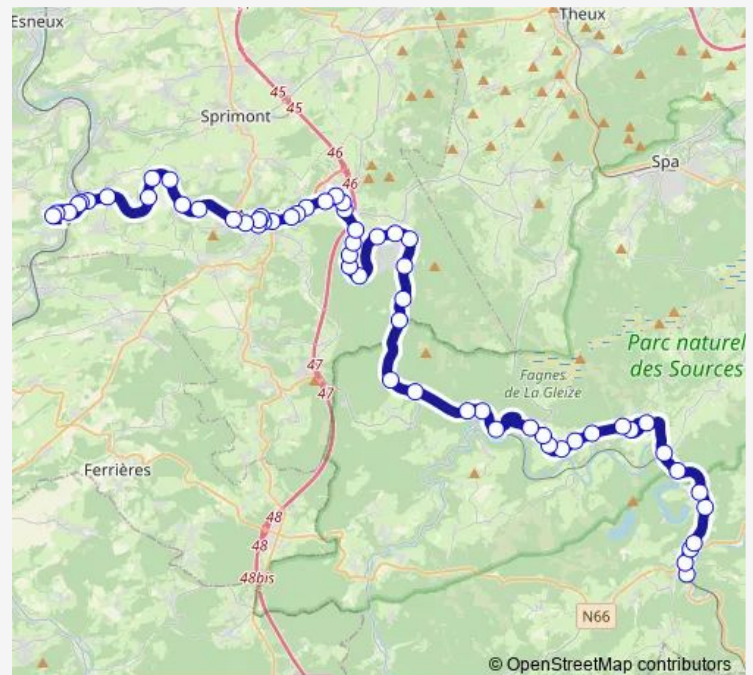 Esneux
Theux
45
45
Sprimont
46
46
Spa
Parc naturel
des Sources
47
47
Fagnes
de La Gleize
Ferrières
48
48
48bis
N66
© OpenStreetMap contributors